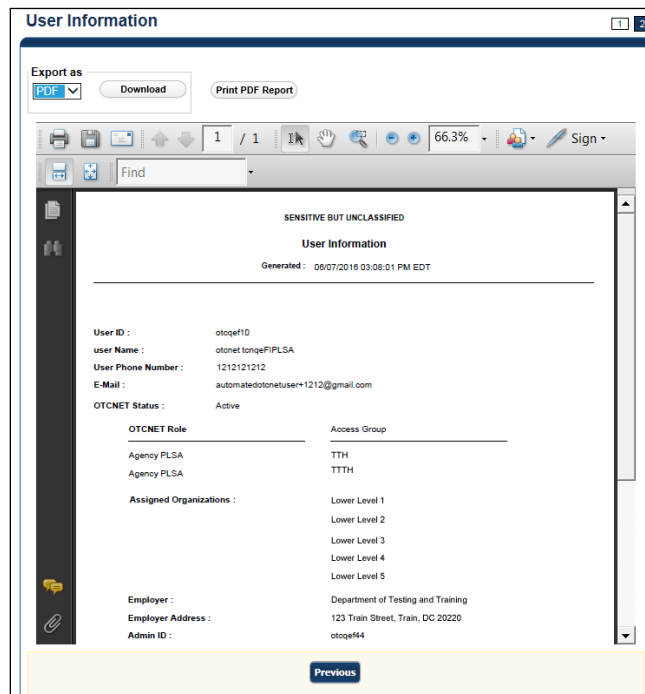 User Information
1 2
Export as
PDF Download Print PDF Report
1 / 1 66.3% Sign
Find
SENSITIVE BUT UNCLASSIFIED
User Information
Generated : 06/07/2016 03:08:01 PM EDT
User ID : otcqef10
user Name : otcnet tcnqeFIPLSA
User Phone Number : 1212121212
E-Mail : automatedotcnetuser+1212@gmail.com
OTCNET Status : Active
OTCNET Role Access Group
Agency PLSA TTH
Agency PLSA TTTH
Assigned Organizations : Lower Level 1
Lower Level 2
Lower Level 3
Lower Level 4
Lower Level 5
Employer : Department of Testing and Training
Employer Address : 123 Train Street, Train, DC 20220
Admin ID : otcqef44
Previous